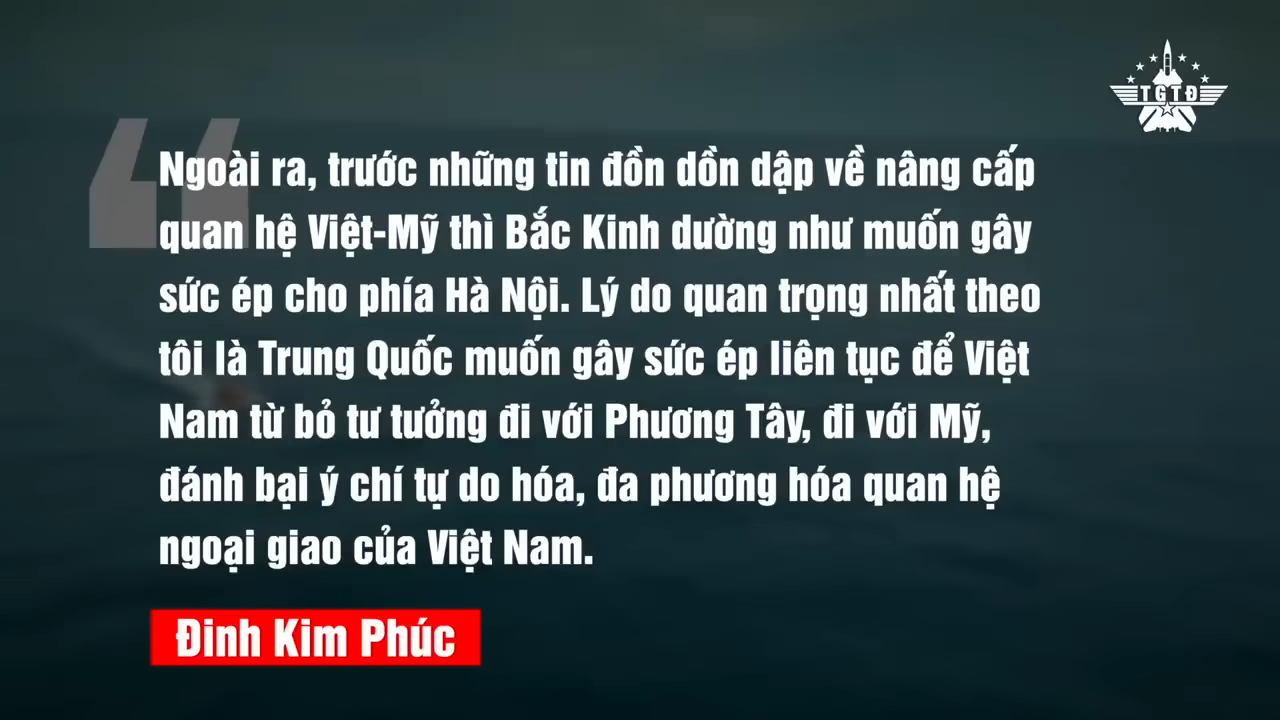 TGTĐ
Ngoài ra, trước những tin đồn dồn dập về nâng cấp
quan hệ Việt-Mỹ thì Bắc Kinh dường như muốn gây
sức ép cho phía Hà Nội. Lý do quan trọng nhất theo
tôi là Trung Quốc muốn gây sức ép liên tục để Việt
Nam từ bỏ tư tưởng đi với Phương Tây, đi với Mỹ,
đánh bại ý chí tự do hóa, đa phương hóa quan hệ
ngoại giao của Việt Nam.
Đinh Kim Phúc